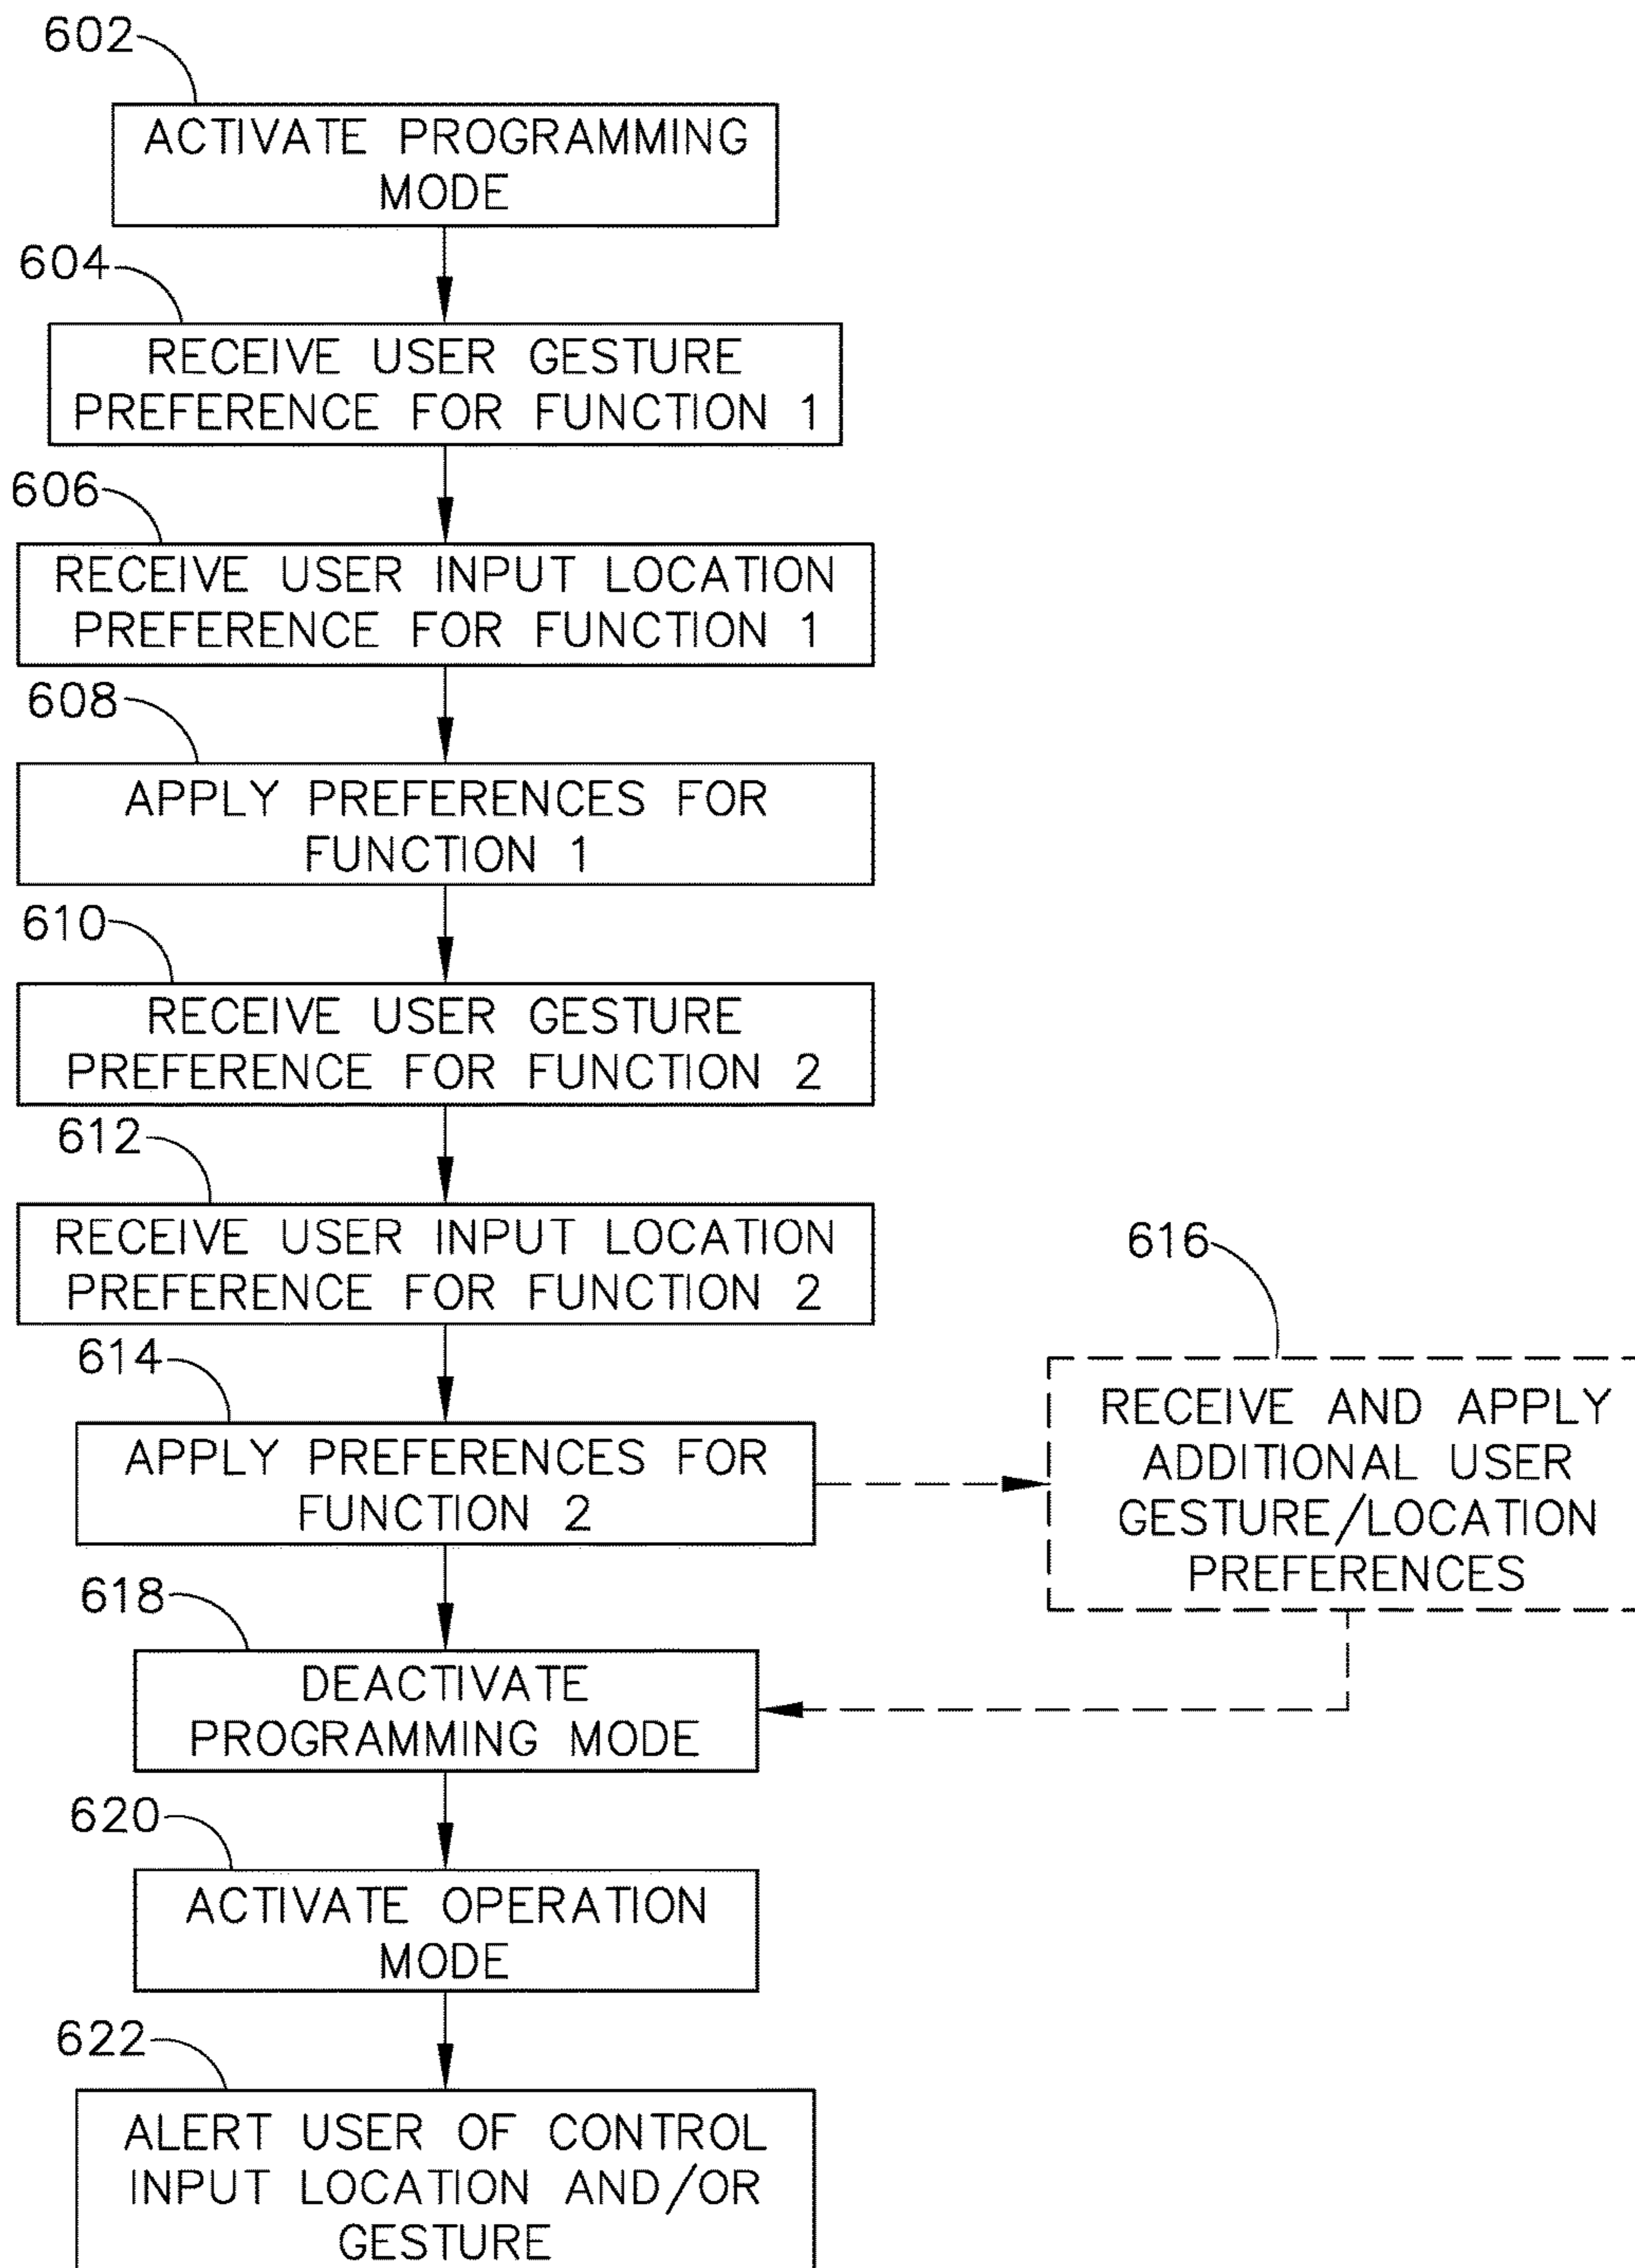 602
ACTIVATE PROGRAMMING
MODE
604
RECEIVE USER GESTURE
PREFERENCE FOR FUNCTION 1
606
RECEIVE USER INPUT LOCATION
PREFERENCE FOR FUNCTION 1
608
APPLY PREFERENCES FOR
FUNCTION 1
610
RECEIVE USER GESTURE
PREFERENCE FOR FUNCTION 2
612
RECEIVE USER INPUT LOCATION
PREFERENCE FOR FUNCTION 2
614
APPLY PREFERENCES FOR
FUNCTION 2
616
RECEIVE AND APPLY
ADDITIONAL USER
GESTURE/LOCATION
PREFERENCES
618
DEACTIVATE
PROGRAMMING MODE
620
ACTIVATE OPERATION
MODE
622
ALERT USER OF CONTROL
INPUT LOCATION AND/OR
GESTURE